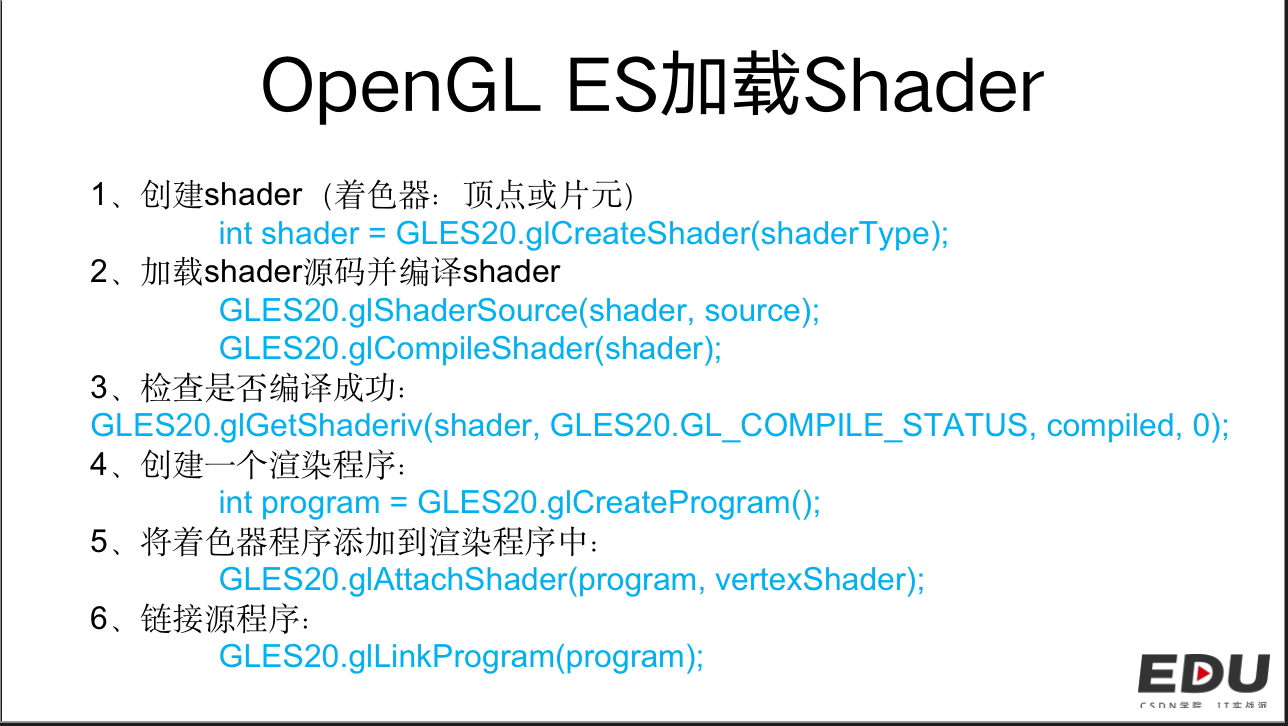 OpenGL ES加载Shader
1、创建shader（着色器：顶点或片元）
int shader = GLES20.glCreateShader(shaderType);
2、加载shader源码并编译shader
GLES20.glShaderSource(shader, source);
GLES20.glCompileShader(shader);
3、检查是否编译成功：
GLES20.glGetShaderiv(shader, GLES20.GL_COMPILE_STATUS, compiled, 0);
4、创建一个渲染程序：
int program = GLES20.glCreateProgram();
5、将着色器程序添加到渲染程序中：
GLES20.glAttachShader(program, vertexShader);
6、链接源程序：
GLES20.glLinkProgram(program);
EDU
CSDN学院 IT实战派